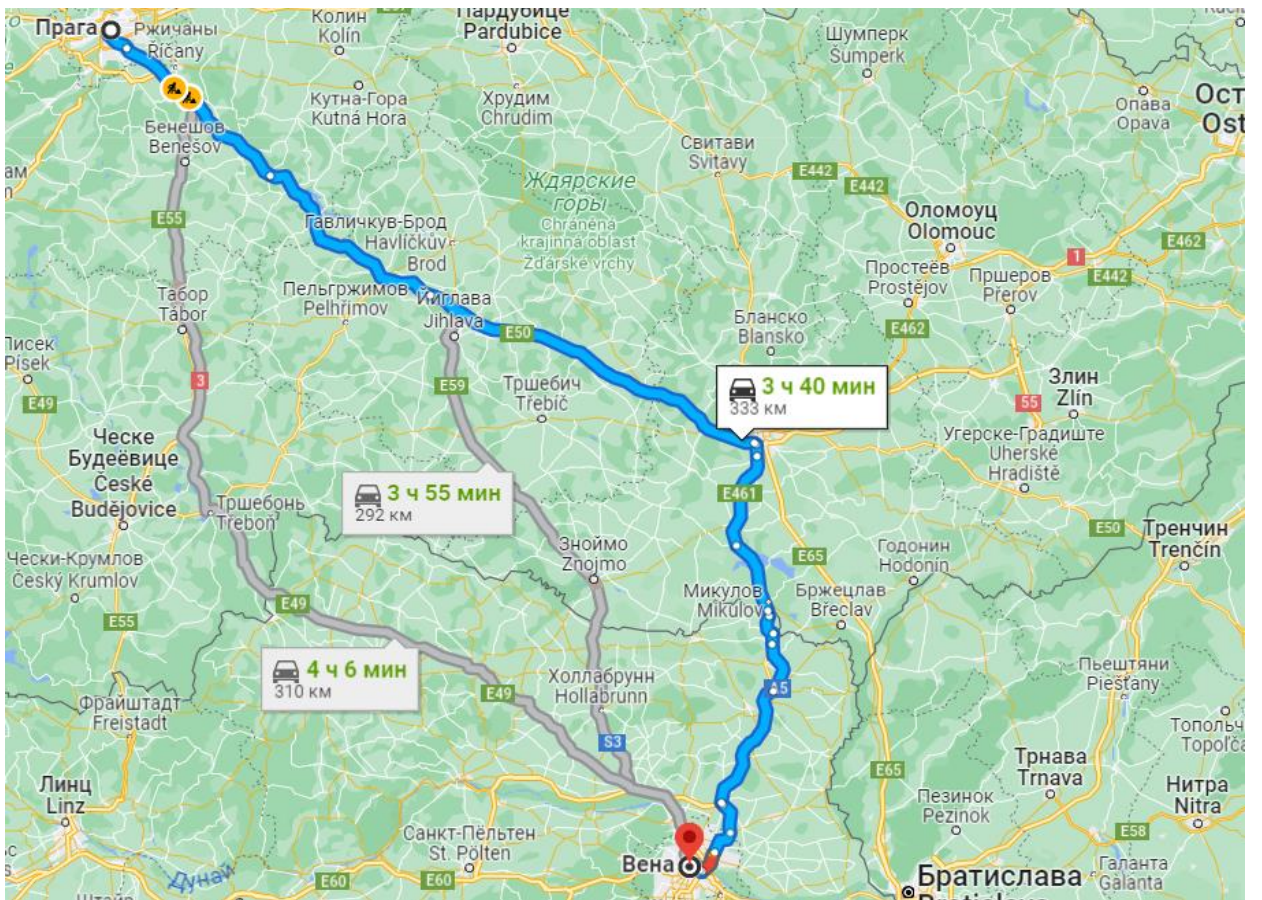 Прага
Ржичаны
Říčany
Колин
Kolín
Пардубице
Pardubice
Шумперк
Šumperk
Кутна-Гора
Kutná Hora
Хрудим
Chrudim
Опава
Opava
Ост
Ost
Бенешов
Benešov
Свитави
Svitavy
E442
E442
Ждярские
горы
Chráněná
krajinná oblast
Žďárské vrchy
E55
Гавличкув-Брод
Havlíčkův
Brod
Оломоуц
Olomouc
E462
1
E442
Простеёв
Prostějov
Пршеров
Přerov
Табор
Tábor
Пельгржимов
Pelhřimov
Йиглава
Jihlava
E50
Бланско
Blansko
E462
Писек
Písek
3
E49
E59
Тршебич
Třebíč
3 ч 40 мин
333 км
Злин
Zlín
55
Ческе
Будеёвице
České
Budějovice
Угерске-Градиште
Uherské
Hradiště
3 ч 55 мин
292 км
E461
Тршебонь
Třeboň
E50
Тренчин
Trenčín
Зноймо
Znojmo
E65
Годонин
Hodonín
Чески-Крумлов
Český Krumlov
E49
Микулов
Mikulov
Бржецлав
Břeclav
E55
4 ч 6 мин
310 км
E49
Холлабрунн
Hollabrunn
A5
Пьештяни
Piešťany
Фрайштадт
Freistadt
S3
Тополь
Topoľč
E65
Трнава
Trnava
Линц
Linz
Пезинок
Pezinok
Нитра
Nitra
Санкт-Пёльтен
St. Pölten
E58
Вена
Дунай
E60
E60
Братислава
Галанта
Galanta